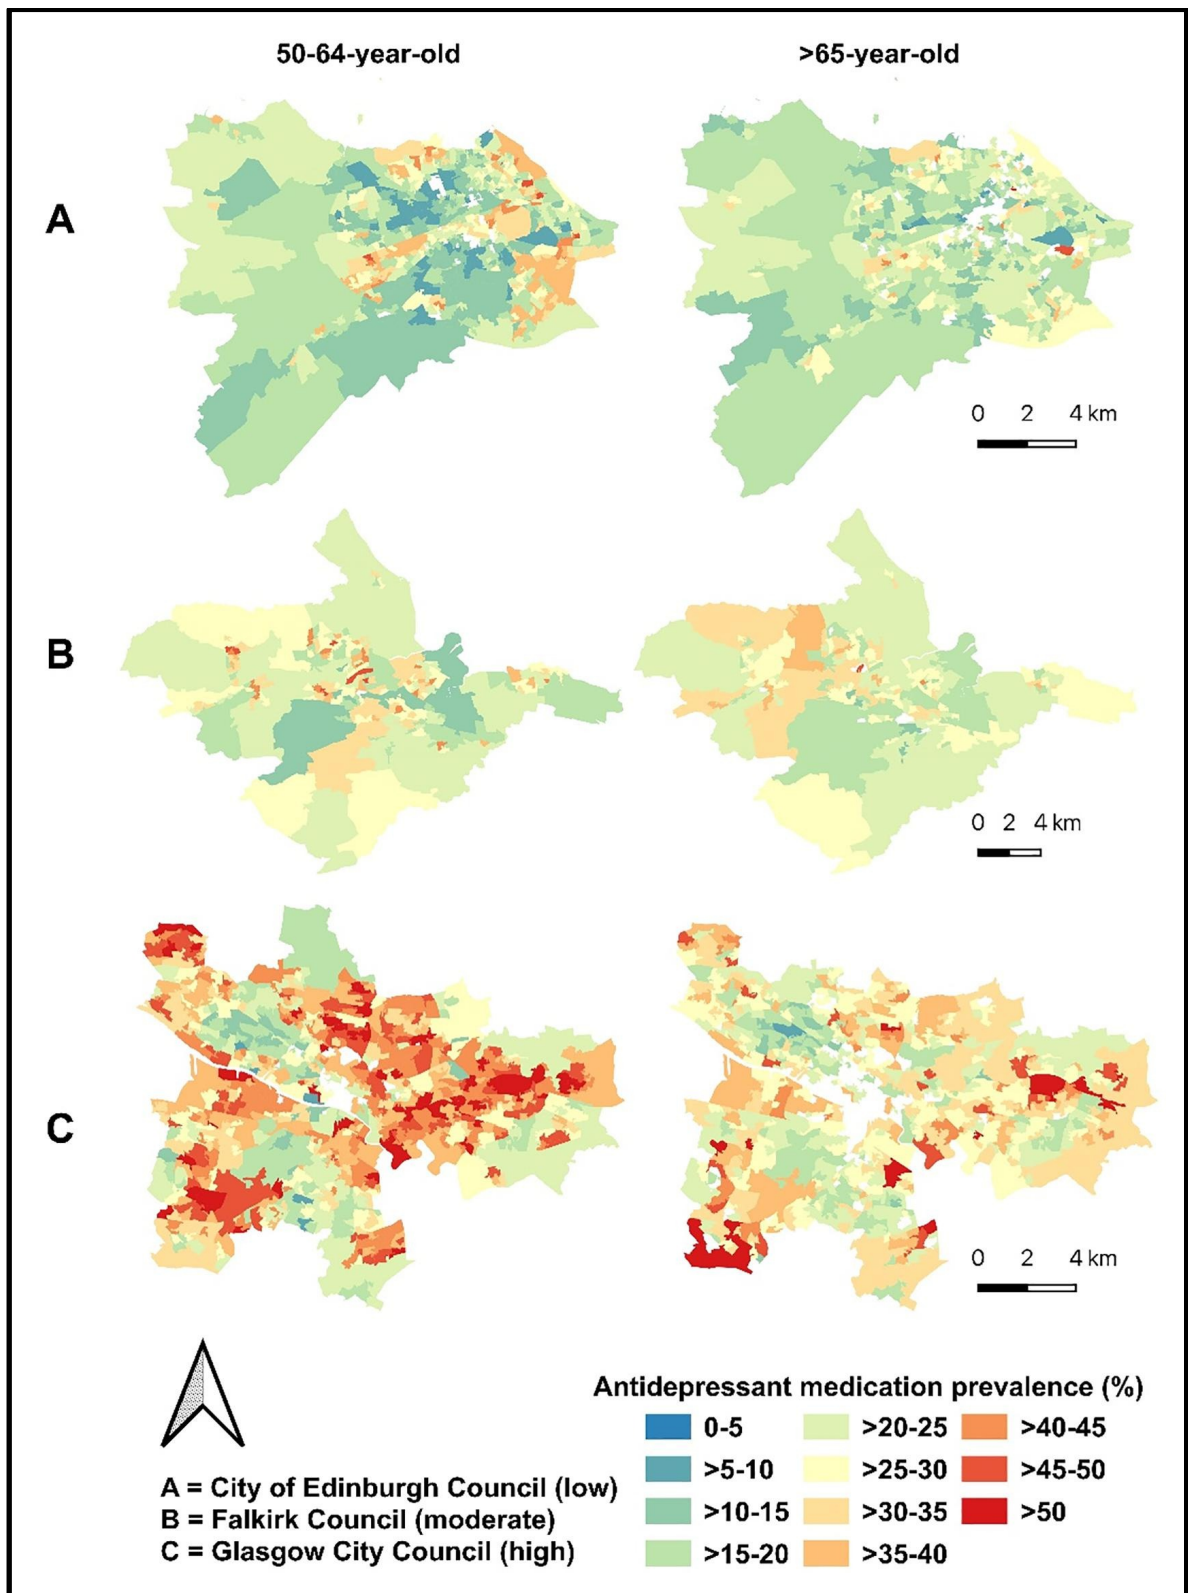 50-64-year-old
>65-year-old
A
0 2 4 km
B
0 2 4 km
C
0 2 4 km
Antidepressant medication prevalence (%)
0-5
>20-25
>40-45
>5-10
>25-30
>45-50
>10-15
>30-35
>50
>15-20
>35-40
A = City of Edinburgh Council (low)
B = Falkirk Council (moderate)
C = Glasgow City Council (high)